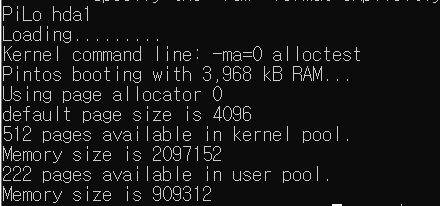 PiLo hda1
Loading.........
Kernel command line: -ma=0 alloctest
Pintos booting with 3,968 kB RAM...
Using page allocator 0
default page size is 4096
512 pages available in kernel pool.
Memory size is 2097152
222 pages available in user pool.
Memory size is 909312